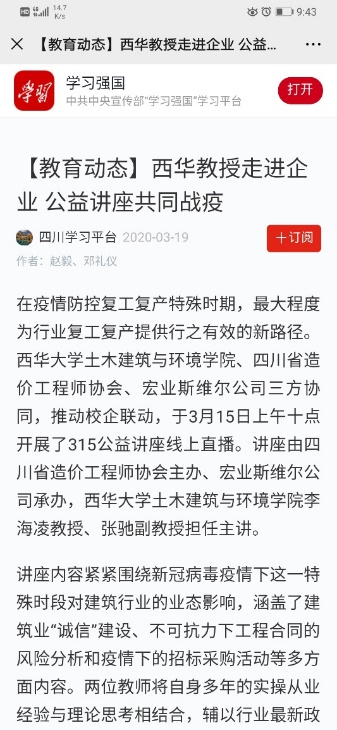 HD 4G 14.7 K/s 9:43
【教育动态】西华教授走进企业 公益...
学习 学习强国
中共中央宣传部“学习强国”学习平台 打开
【教育动态】西华教授走进企
业 公益讲座共同战疫
四川学习平台 2020-03-19 +订阅
作者：赵毅、邓礼仪
在疫情防控复工复产特殊时期，最大程度
为行业复工复产提供行之有效的新路径。
西华大学土木建筑与环境学院、四川省造
价工程师协会、宏业斯维尔公司三方协
同，推动校企联动，于3月15日上午十点
开展了315公益讲座线上直播。讲座由四
川省造价工程师协会主办、宏业斯维尔公
司承办，西华大学土木建筑与环境学院李
海凌教授、张驰副教授担任主讲。
讲座内容紧紧围绕新冠病毒疫情下这一特
殊时段对建筑行业的业态影响，涵盖了建
筑业“诚信”建设、不可抗力下工程合同的
风险分析和疫情下的招标采购活动等多方
面内容。两位教师将自身多年的实操从业
经验与理论思考相结合，辅以行业最新政